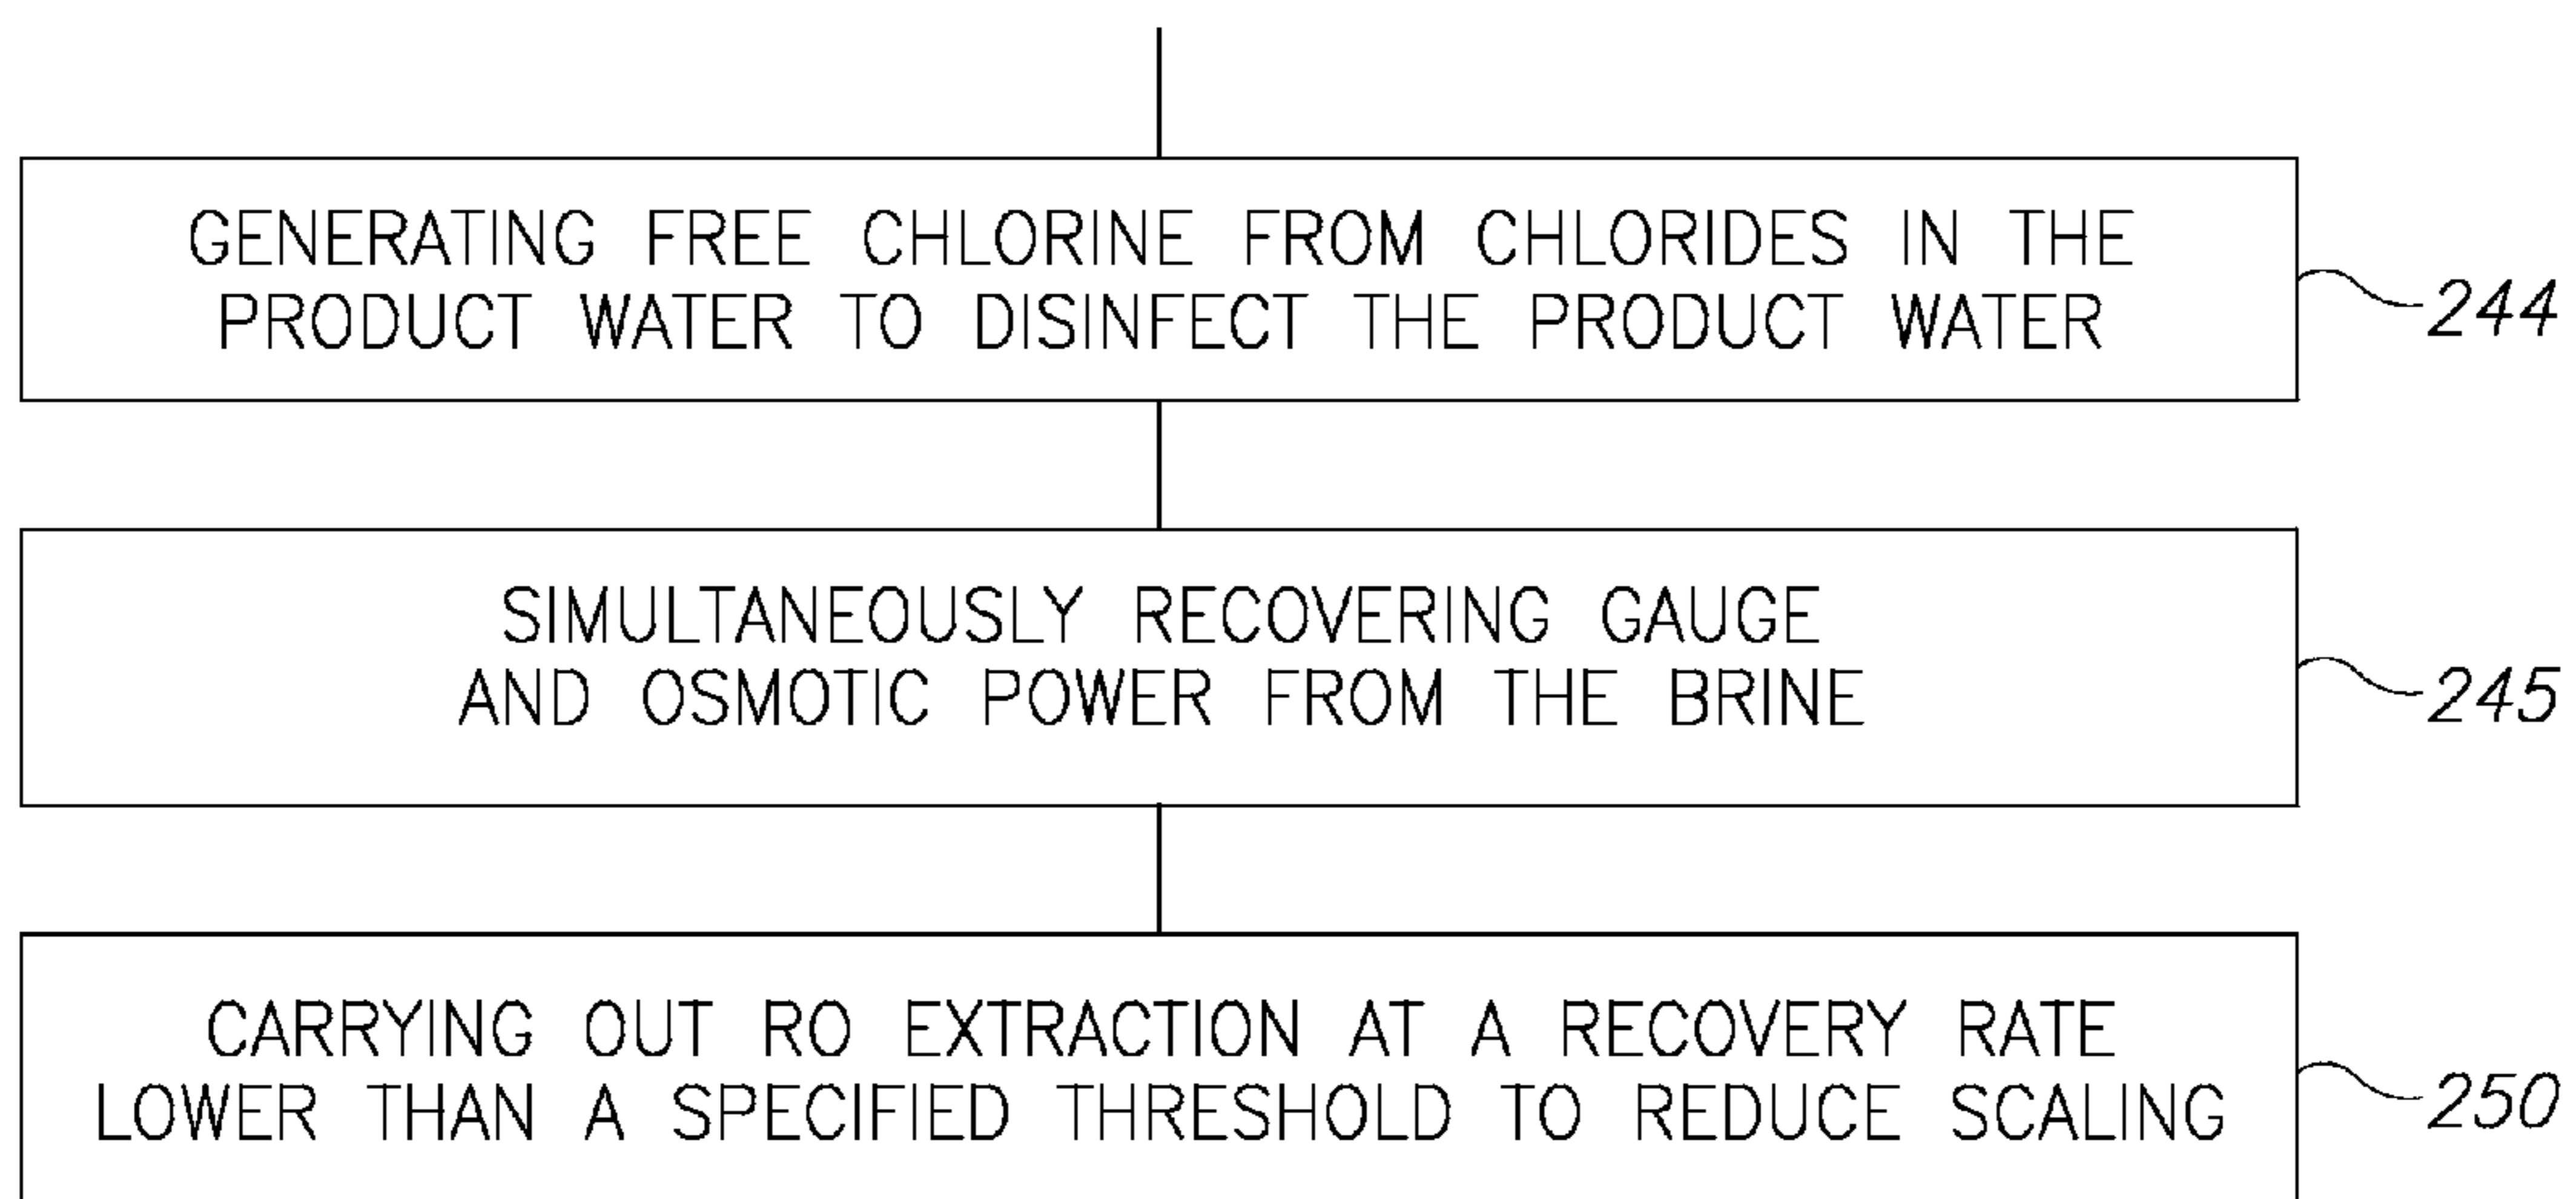 GENERATING FREE CHLORINE FROM CHLORIDES IN THE
PRODUCT WATER TO DISINFECT THE PRODUCT WATER
244
SIMULTANEOUSLY RECOVERING GAUGE
AND OSMOTIC POWER FROM THE BRINE
245
CARRYING OUT RO EXTRACTION AT A RECOVERY RATE
LOWER THAN A SPECIFIED THRESHOLD TO REDUCE SCALING
250